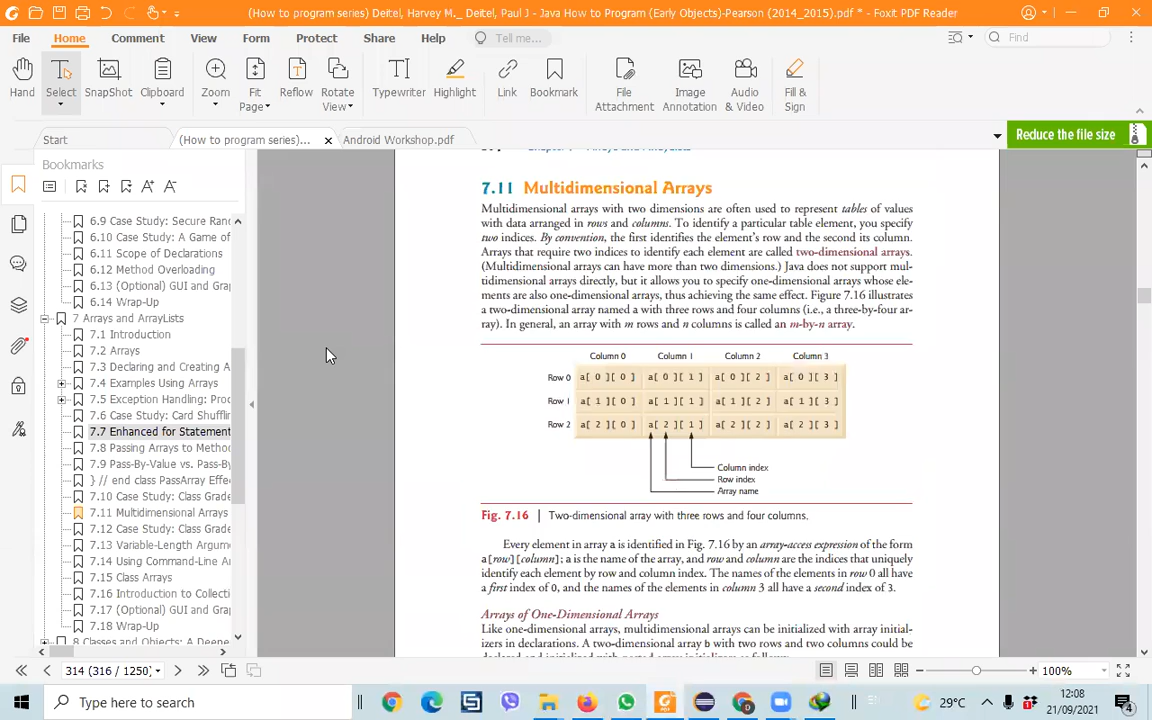 (How to program series) Deitel, Harvey M._ Deitel, Paul J - Java How to Program (Early Objects)-Pearson (2014_2015).pdf * - Foxit PDF Reader
File Home Comment View Form Protect Share Help Tell me... Find
Hand Select SnapShot Clipboard Zoom Fit Page Reflow Rotate View Typewriter Highlight Link Bookmark File Attachment Image Annotation Audio & Video Fill & Sign
Start (How to program series)... Android Workshop.pdf Reduce the file size
Bookmarks
6.9 Case Study: Secure Ran
6.10 Case Study: A Game of
6.11 Scope of Declarations
6.12 Method Overloading
6.13 (Optional) GUI and Gra
6.14 Wrap-Up
7 Arrays and ArrayLists
7.1 Introduction
7.2 Arrays
7.3 Declaring and Creating A
7.4 Examples Using Arrays
7.5 Exception Handling: Proc
7.6 Case Study: Card Shuffli
7.7 Enhanced for Statement
7.8 Passing Arrays to Metho
7.9 Pass-By-Value vs. Pass-By
} // end class PassArray Effe
7.10 Case Study: Class Grade
7.11 Multidimensional Arrays
7.12 Case Study: Class Grade
7.13 Variable-Length Argum
7.14 Using Command-Line Ar
7.15 Class Arrays
7.16 Introduction to Collecti
7.17 (Optional) GUI and Gra
7.18 Wrap-Up
8 Classes and Objects: A Deepe
7.11 Multidimensional Arrays
Multidimensional arrays with two dimensions are often used to represent tables of values
with data arranged in rows and columns. To identify a particular table element, you specify
two indices. By convention, the first identifies the element's row and the second its column.
Arrays that require two indices to identify each element are called two-dimensional arrays.
(Multidimensional arrays can have more than two dimensions.) Java does not support mul-
tidimensional arrays directly, but it allows you to specify one-dimensional arrays whose ele-
ments are also one-dimensional arrays, thus achieving the same effect. Figure 7.16 illustrates
a two-dimensional array named a with three rows and four columns (i.e., a three-by-four ar-
ray). In general, an array with m rows and n columns is called an m-by-n array.
Column 0 Column 1 Column 2 Column 3
Row 0 a[ 0 ][ 0 ] a[ 0 ][ 1 ] a[ 0 ][ 2 ] a[ 0 ][ 3 ]
Row 1 a[ 1 ][ 0 ] a[ 1 ][ 1 ] a[ 1 ][ 2 ] a[ 1 ][ 3 ]
Row 2 a[ 2 ][ 0 ] a[ 2 ][ 1 ] a[ 2 ][ 2 ] a[ 2 ][ 3 ]
Column index
Row index
Array name
Fig. 7.16 | Two-dimensional array with three rows and four columns.
Every element in array a is identified in Fig. 7.16 by an array-access expression of the form
a[row][column]; a is the name of the array, and row and column are the indices that uniquely
identify each element by row and column index. The names of the elements in row 0 all have
a first index of 0, and the names of the elements in column 3 all have a second index of 3.
Arrays of One-Dimensional Arrays
Like one-dimensional arrays, multidimensional arrays can be initialized with array initial-
izers in declarations. A two-dimensional array b with two rows and two columns could be
314 (316 / 1250) 100%
Type here to search 29°C 12:08
21/09/2021 4